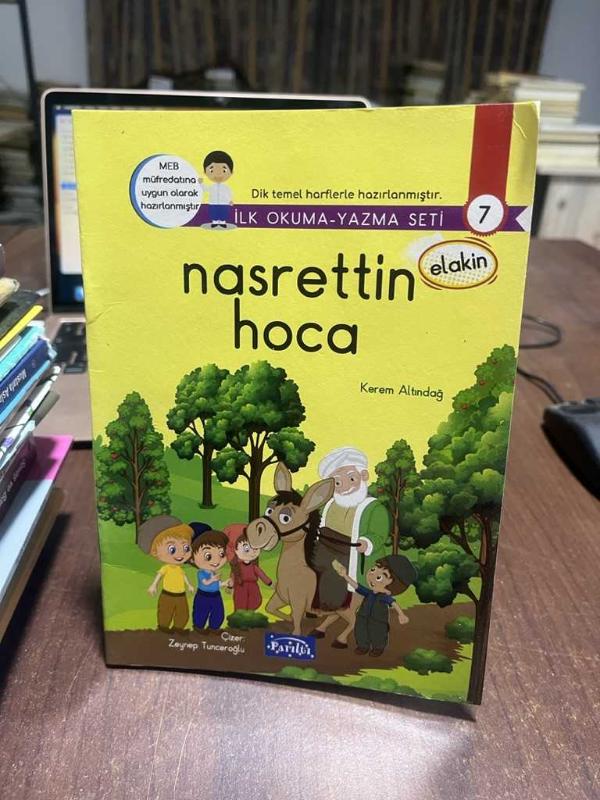 MEB
müfredatına
uygun olarak
hazırlanmıştır
Dik temel harflerle hazırlanmıştır.
İLK OKUMA-YAZMA SETİ
7
elakin
nasrettin
hoca
Kerem Altındağ
Çizer:
Zeynep Tunceroğlu
PARILTI